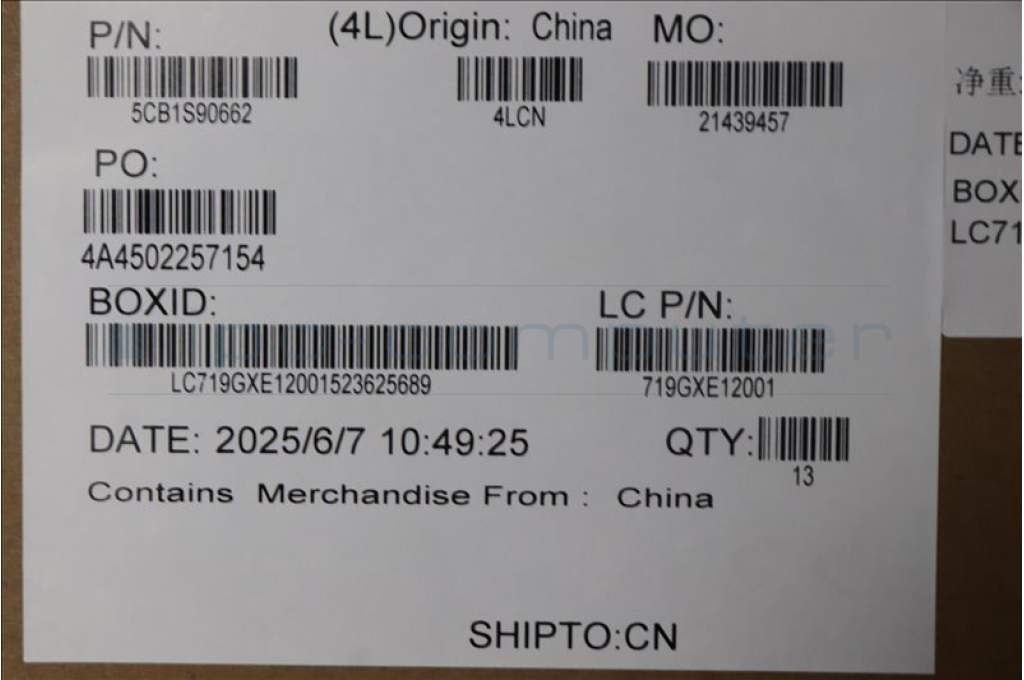 P/N: (4L)Origin: China MO:
5CB1S90662 4LCN 21439457
PO:
4A4502257154
BOXID: LC P/N:
LC719GXE12001523625689 719GXE12001
DATE: 2025/6/7 10:49:25 QTY:
13
Contains Merchandise From : China
SHIPTO:CN
净重:
DATE
BOX
LC71